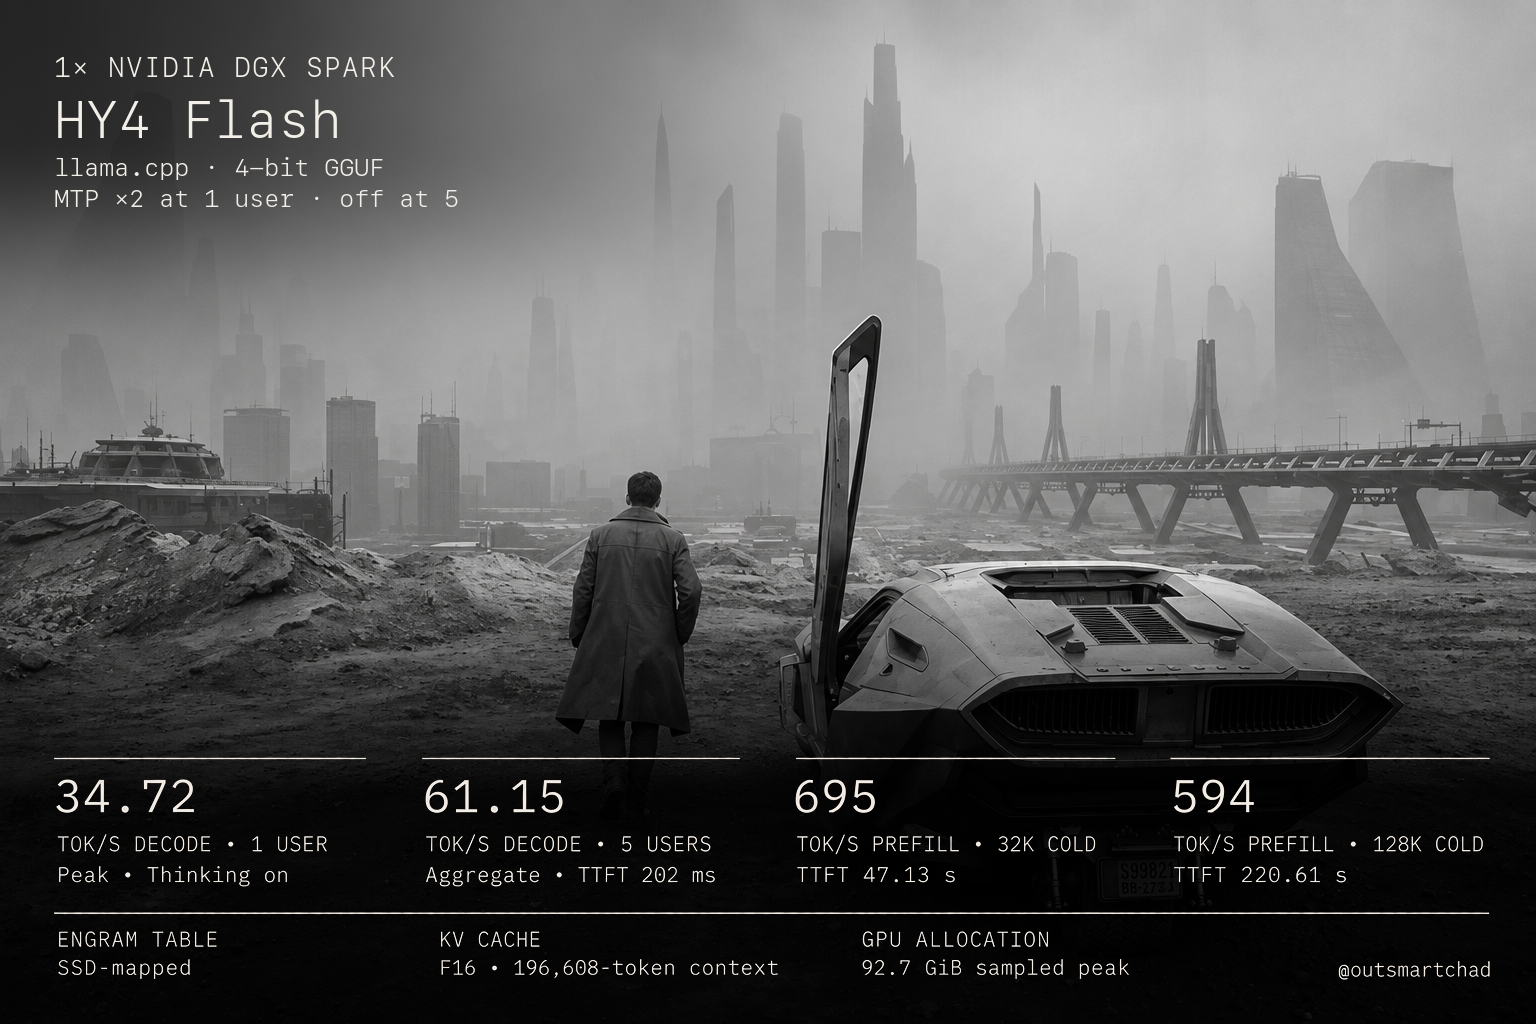 1× NVIDIA DGX SPARK
HY4 Flash
llama.cpp · 4–bit GGUF
MTP ×2 at 1 user · off at 5
34.72
TOK/S DECODE • 1 USER
Peak • Thinking on
61.15
TOK/S DECODE • 5 USERS
Aggregate • TTFT 202 ms
695
TOK/S PREFILL • 32K COLD
TTFT 47.13 s
594
TOK/S PREFILL • 128K COLD
TTFT 220.61 s
ENGRAM TABLE
SSD-mapped
KV CACHE
F16 • 196,608-token context
GPU ALLOCATION
92.7 GiB sampled peak
@outsmartchad